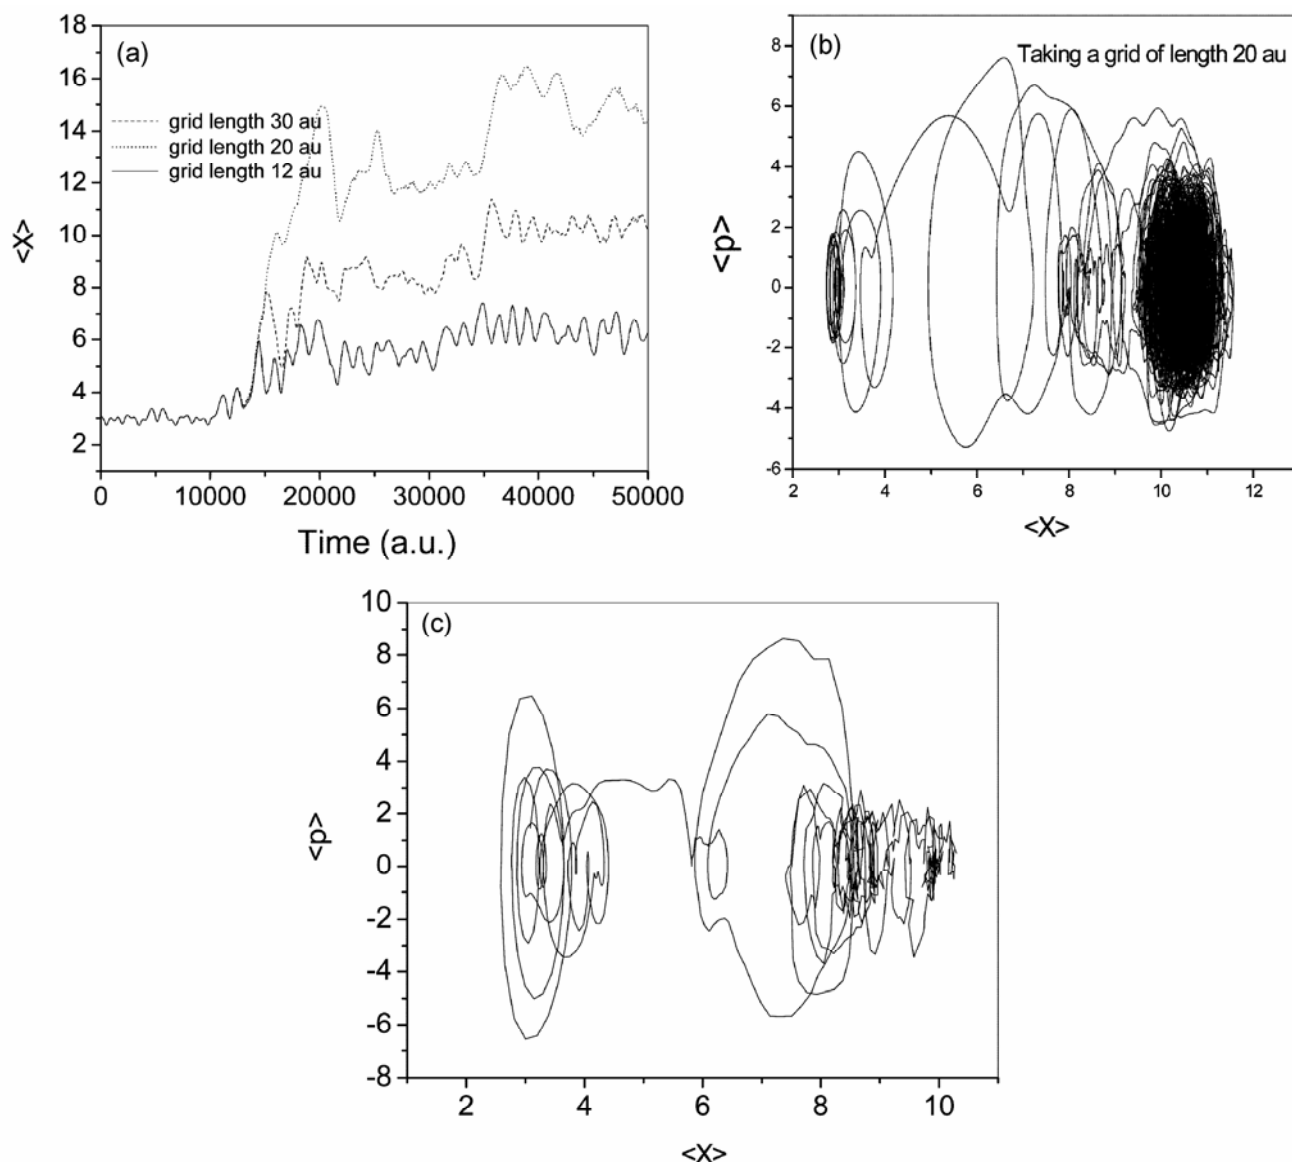 (a)
18
16
14
12
10
8
6
4
2
<X>
grid length 30 au
grid length 20 au
grid length 12 au
0 10000 20000 30000 40000 50000
Time (a.u.)
(b)
Taking a grid of length 20 au
8
6
4
2
0
-2
-4
-6
<p>
2 4 6 8 10 12
<X>
(c)
10
8
6
4
2
0
-2
-4
-6
-8
<p>
2 4 6 8 10
<X>